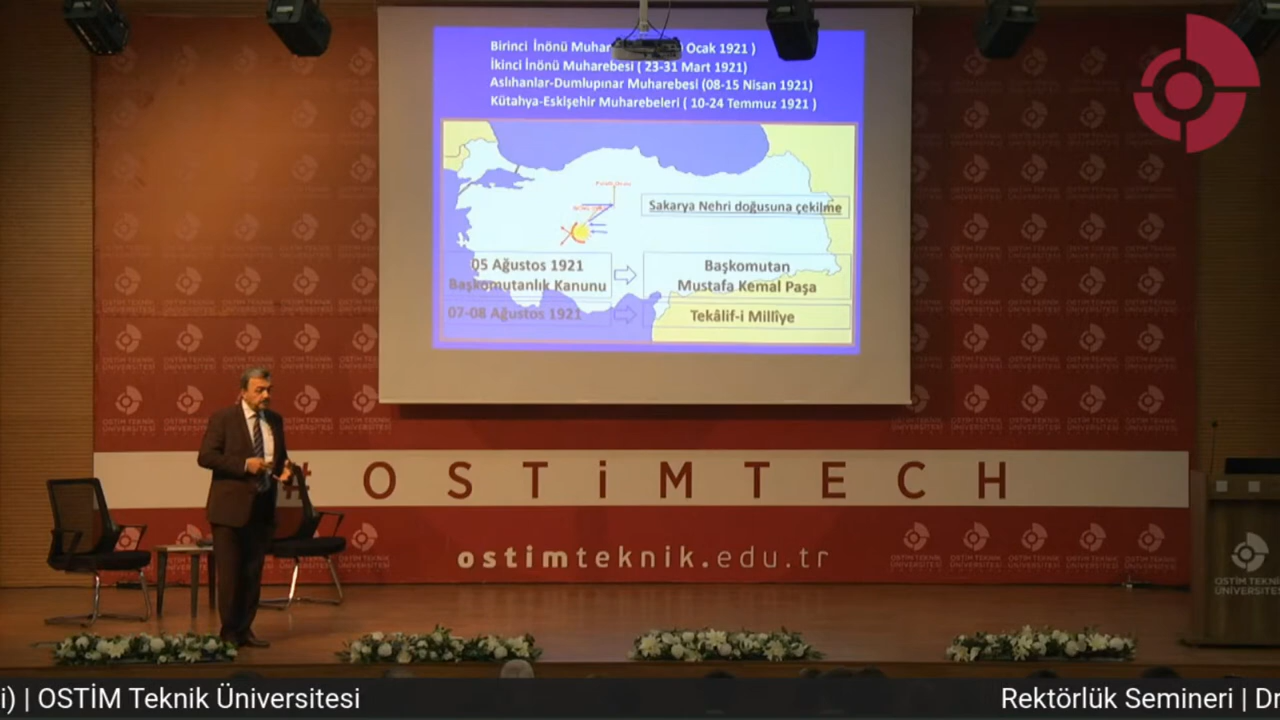 Birinci İnönü Muhar Ocak 1921 )
İkinci İnönü Muharebesi ( 23-31 Mart 1921)
Aslıhanlar-Dumlupınar Muharebesi (08-15 Nisan 1921)
Kütahya-Eskişehir Muharebeleri ( 10-24 Temmuz 1921 )
Sakarya Nehri doğusuna çekilme
05 Ağustos 1921
Başkomutanlık Kanunu
Başkomutan
Mustafa Kemal Paşa
07-08 Ağustos 1921
Tekâlif-i Millîye
#OSTİMTECH
ostimteknik.edu.tr
OSTİM TEKNİK
ÜNİVERSİTESİ
i) | OSTİM Teknik Üniversitesi
Rektörlük Semineri | Dr